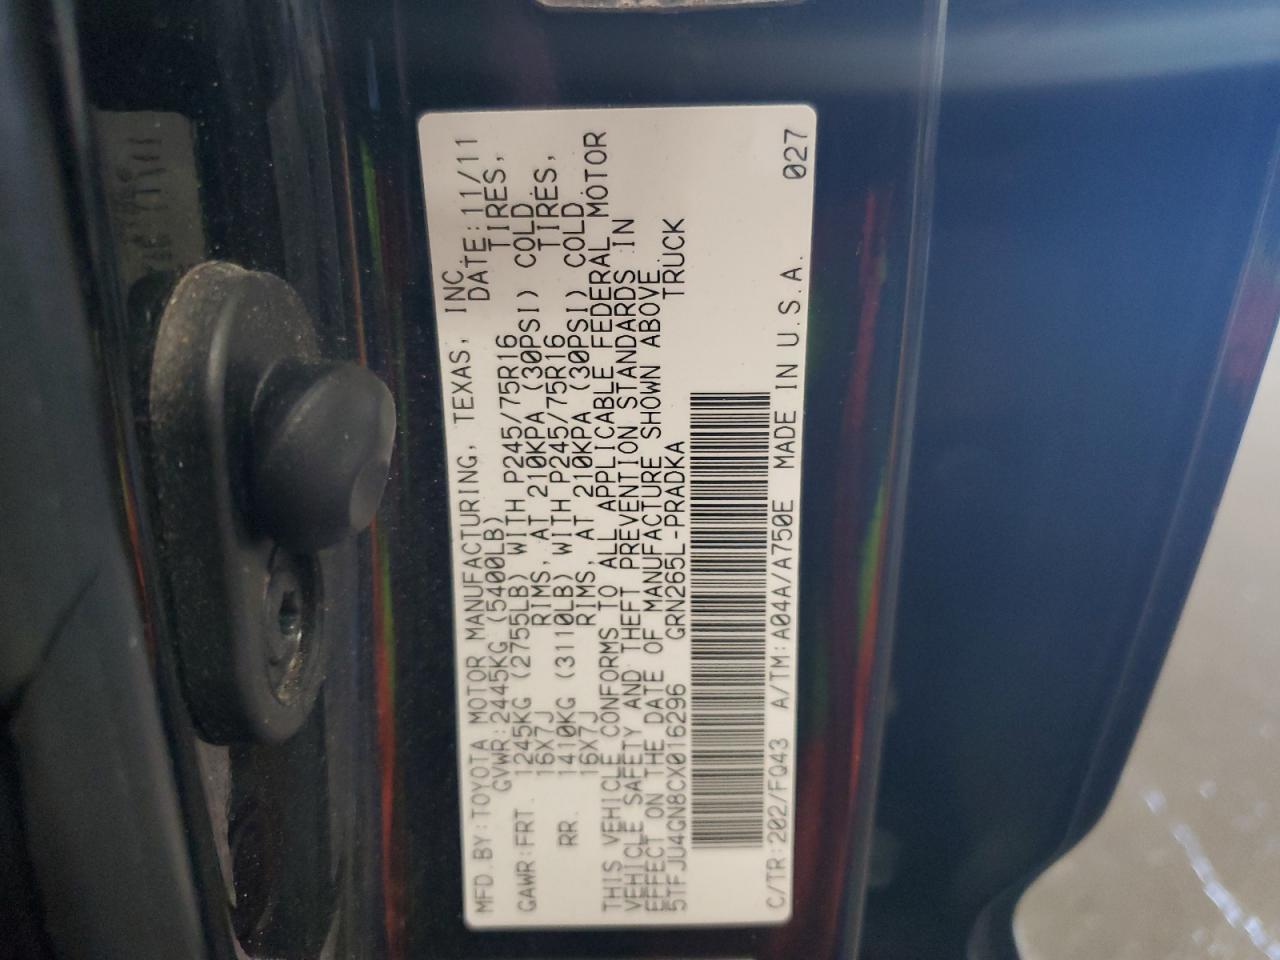 MFD.BY:TOYOTA MOTOR MANUFACTURING, TEXAS, INC.
GVWR:2445KG (5400LB) DATE:11/11
GAWR:FRT. 1245KG (2755LB) WITH P245/75R16 TIRES,
16X7J RIMS, AT 210KPA (30PSI) COLD.
RR. 1410KG (3110LB) WITH P245/75R16 TIRES,
16X7J RIMS, AT 210KPA (30PSI) COLD
THIS VEHICLE CONFORMS TO ALL APPLICABLE FEDERAL MOTOR
VEHICLE SAFETY AND THEFT PREVENTION STANDARDS IN
EFFECT ON THE DATE OF MANUFACTURE SHOWN ABOVE.
5TFJU4GN8CX016296 GRN265L-PRADKA TRUCK
C/TR:202/FQ43 A/TM:A04A/A750E MADE IN U.S.A. 027